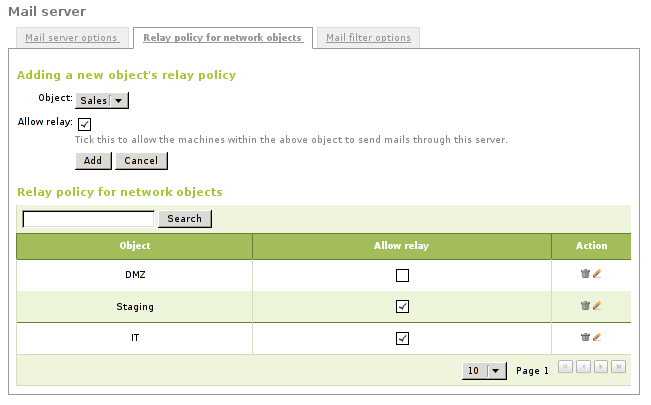 Mail server
Mail server options Relay policy for network objects Mail filter options
Adding a new object's relay policy
Object: Sales
Allow relay:
Tick this to allow the machines within the above object to send mails through this server.
Add Cancel
Relay policy for network objects
Search
Object Allow relay Action
DMZ
Staging
IT
10 Page 1